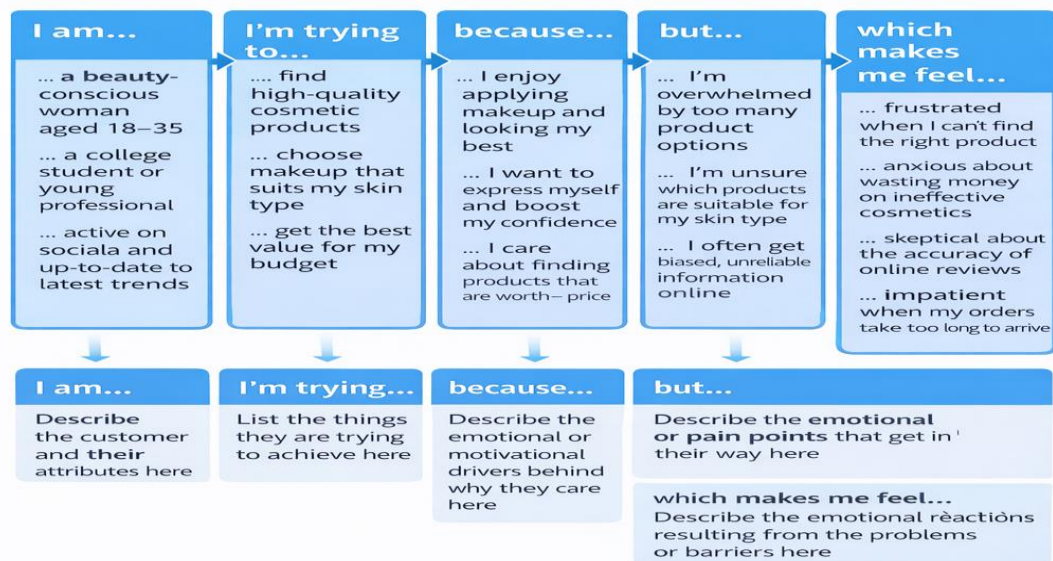 I am...
... a beauty-
conscious
woman
aged 18–35
... a college
student or
young
professional
... active on
sociala and
up-to-date to
latest trends
I'm trying
to...
.... find
high-quality
cosmetic
products
... choose
makeup that
suits my skin
type
... get the best
value for my
budget
because...
... I enjoy
applying
makeup and
looking my
best
... I want to
express myself
and boost
my confidence
... I care
about finding
products that
are worth– price
but...
... I'm
overwhelmed
by too many
product
options
... I'm unsure
which products
are suitable for
my skin type
... I often get
biased, unreliable
information
online
which
makes
me feel...
... frustrated
when I can't find
the right product
... anxious about
wasting money
on ineffective
cosmetics
... skeptical about
the accuracy of
online reviews
... impatient
when my orders
take too long to arrive
I am...
Describe
the customer
and their
attributes here
I'm trying...
List the things
they are trying
to achieve here
because...
Describe the
emotional or
motivational
drivers behind
why they care
here
but...
Describe the emotional
or pain points that get in '
their way here
which makes me feel...
Describe the emotional rèactiòns
resulting from the problems
or barriers here